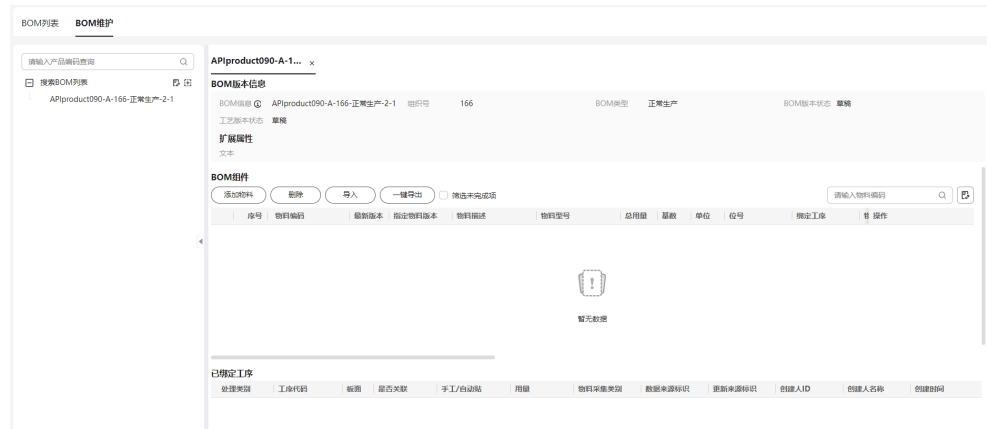 BOM列表 BOM维护
请输入产品编码查询
搜索BOM列表
APIproduct090-A-166-正常生产-2-1
APIproduct090-A-1... ×
BOM版本信息
BOM信息 APIproduct090-A-166-正常生产-2-1 组织号 166 BOM类型 正常生产 BOM版本状态 草稿
工艺版本状态 草稿
扩展属性
文本
BOM组件
添加物料 删除 导入 一键导出 筛选未完成项 请输入物料编码
序号 物料编码 最新版本 指定物料版本 物料描述 物料型号 总用量 基数 单位 位号 绑定工序 操作
暂无数据
已绑定工序
处理类别 工序代码 板面 是否关联 手工/自动贴 用量 物料采集类别 数据来源标识 更新来源标识 创建人ID 创建人名称 创建时间